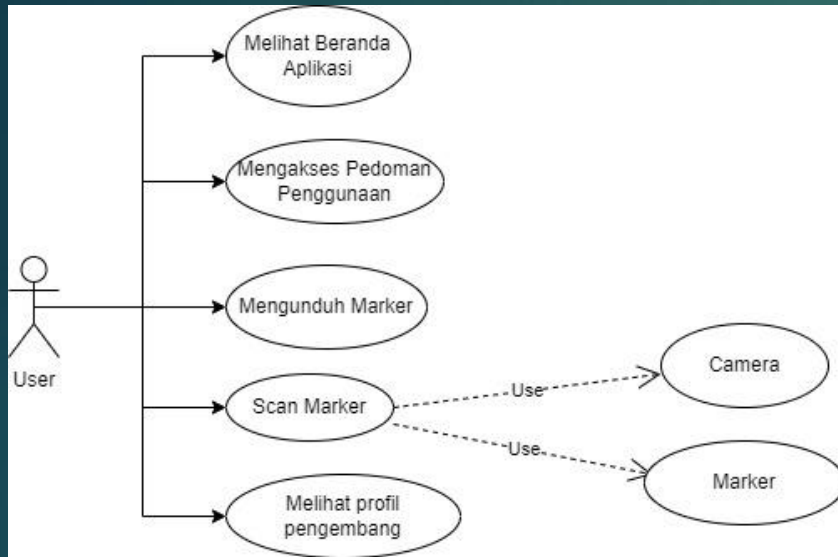 Melihat Beranda
Aplikasi
Mengakses Pedoman
Penggunaan
Mengunduh Marker
User
Scan Marker
Use
Camera
Use
Marker
Melihat profil
pengembang